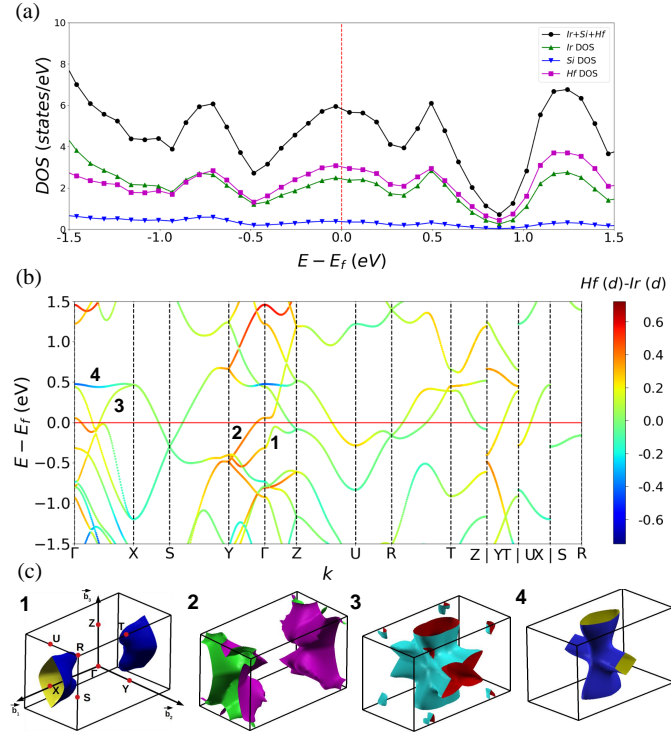 (a)
10
8
6
4
2
0
DOS (states/eV)
Ir+Si+Hf
Ir DOS
Si DOS
Hf DOS
-1.5 -1.0 -0.5 0.0 0.5 1.0 1.5
E − E_f (eV)
(b)
Hf (d)-Ir (d)
1.5
1.0
0.5
0.0
−0.5
−1.0
−1.5
E − E_f (eV)
4
3
2
1
0.6
0.4
0.2
0.0
−0.2
−0.4
−0.6
Γ X S Y Γ Z U R T Z | YT | UX | S R
k
(c)
1 2 3 4
b₃
Z
T
U
R
Γ
X
S
Y
b₁
b₂